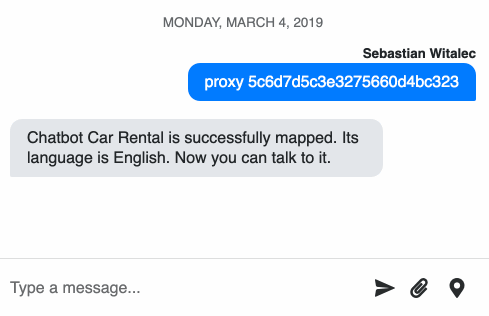 MONDAY, MARCH 4, 2019
Sebastian Witalec
proxy 5c6d7d5c3e3275660d4bc323
Chatbot Car Rental is successfully mapped. Its
language is English. Now you can talk to it.
Type a message...